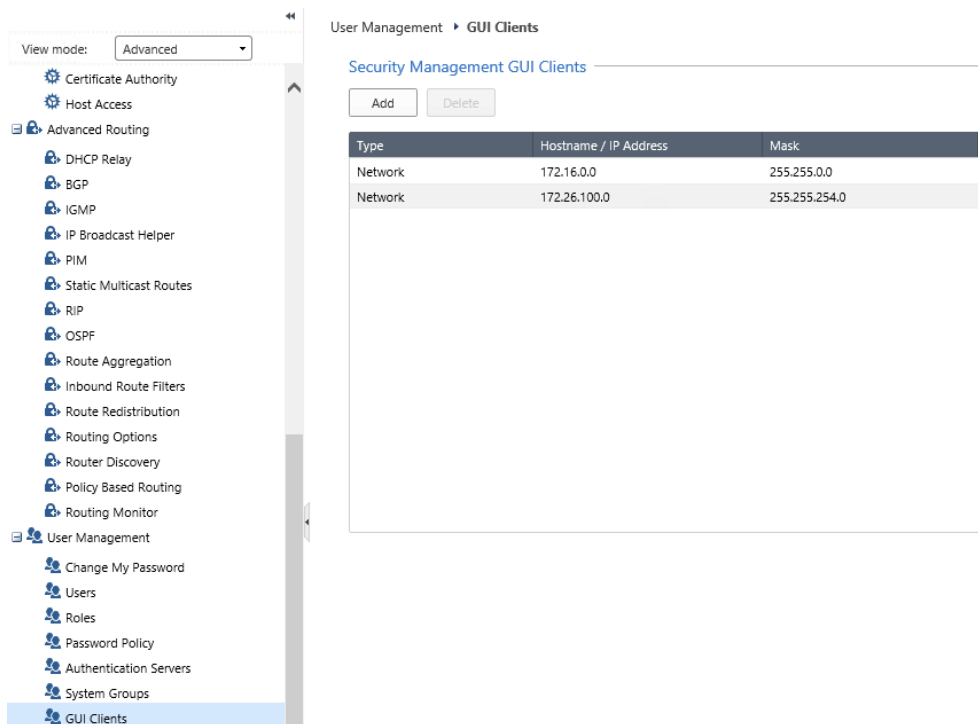 View mode: Advanced
Certificate Authority
Host Access
Advanced Routing
DHCP Relay
BGP
IGMP
IP Broadcast Helper
PIM
Static Multicast Routes
RIP
OSPF
Route Aggregation
Inbound Route Filters
Route Redistribution
Routing Options
Router Discovery
Policy Based Routing
Routing Monitor
User Management
Change My Password
Users
Roles
Password Policy
Authentication Servers
System Groups
GUI Clients
User Management GUI Clients
Security Management GUI Clients
Add Delete
Type Hostname / IP Address Mask
Network 172.16.0.0 255.255.0.0
Network 172.26.100.0 255.255.254.0